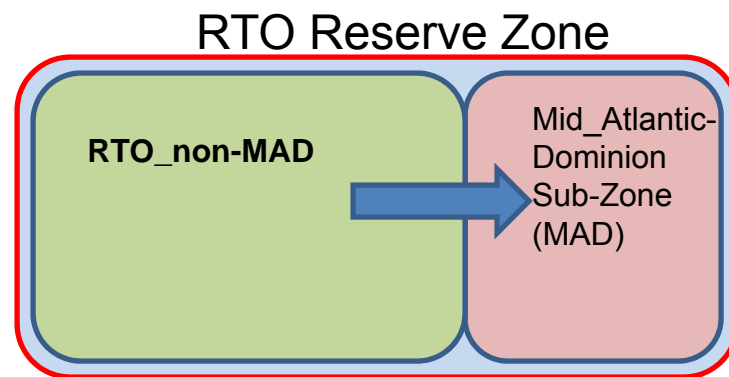 RTO Reserve Zone
RTO_non-MAD
Mid_Atlantic-
Dominion
Sub-Zone
(MAD)